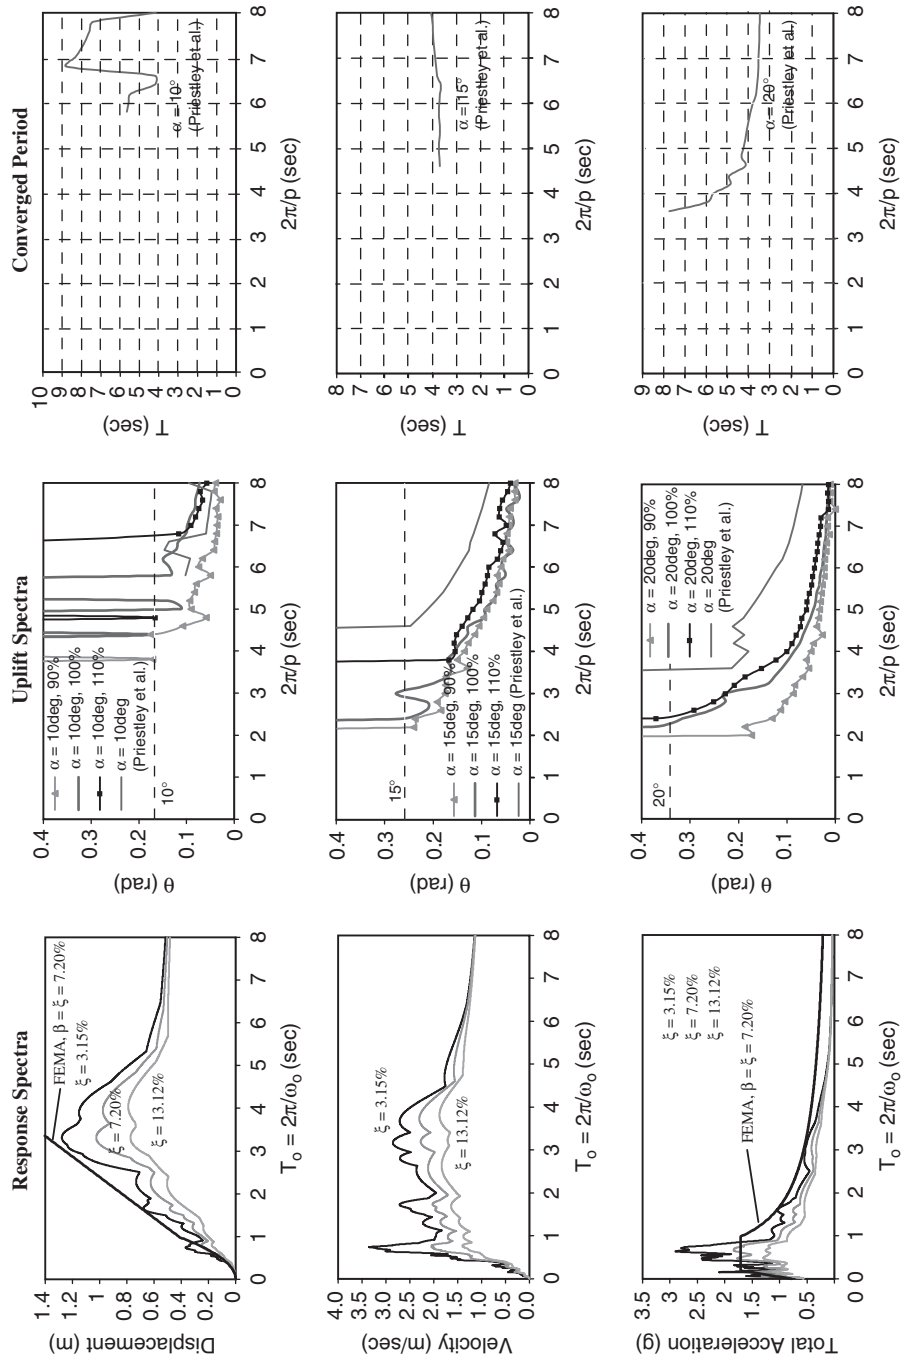 Response Spectra
Uplift Spectra
Converged Period
Displacement (m)
1.4
1.2
1
0.8
0.6
0.4
0.2
0
FEMA, β = ξ = 7.20%
ξ = 3.15%
ξ = 7.20%
ξ = 13.12%
0 1 2 3 4 5 6 7 8
T₀ = 2π/ω₀ (sec)
θ (rad)
0.4
0.3
0.2
0.1
0
α = 10deg, 90%
α = 10deg, 100%
α = 10deg, 110%
α = 10deg
(Priestley et al.)
10°
0 1 2 3 4 5 6 7 8
2π/p (sec)
T (sec)
10
9
8
7
6
5
4
3
2
1
0
α = 10°
(Priestley et al.)
0 1 2 3 4 5 6 7 8
2π/p (sec)
Velocity (m/sec)
4.0
3.5
3.0
2.5
2.0
1.5
1.0
0.5
0.0
ξ = 3.15%
ξ = 13.12%
0 1 2 3 4 5 6 7 8
T₀ = 2π/ω₀ (sec)
θ (rad)
0.4
0.3
0.2
0.1
0
15°
α = 15deg, 90%
α = 15deg, 100%
α = 15deg, 110%
α = 15deg (Priestley et al.)
0 1 2 3 4 5 6 7 8
2π/p (sec)
T (sec)
8
7
6
5
4
3
2
1
0
α = 15°
(Priestley et al.)
0 1 2 3 4 5 6 7 8
2π/p (sec)
Total Acceleration (g)
3.5
3
2.5
2
1.5
1
0.5
0
ξ = 3.15%
ξ = 7.20%
ξ = 13.12%
FEMA, β = ξ = 7.20%
0 1 2 3 4 5 6 7 8
T₀ = 2π/ω₀ (sec)
θ (rad)
0.4
0.3
0.2
0.1
0
20°
α = 20deg, 90%
α = 20deg, 100%
α = 20deg, 110%
α = 20deg
(Priestley et al.)
0 1 2 3 4 5 6 7 8
2π/p (sec)
T (sec)
9
8
7
6
5
4
3
2
1
0
α = 20°
(Priestley et al.)
0 1 2 3 4 5 6 7 8
2π/p (sec)